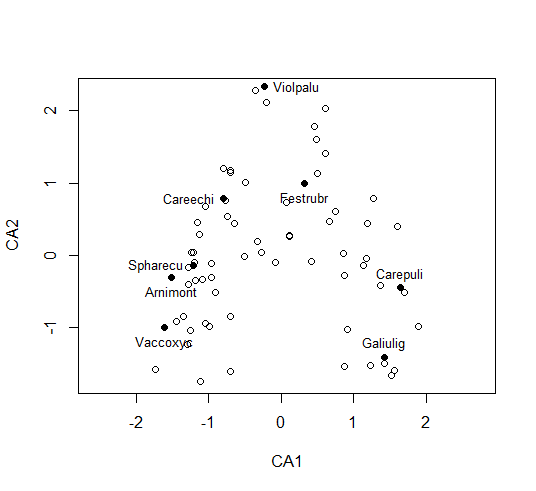 Violpalu
Careechi
Festrubr
Spharecu
Carepuli
Arnimont
Vaccoxyc
Galiulig
CA2
2
1
0
-1
-2
-1
0
1
2
CA1